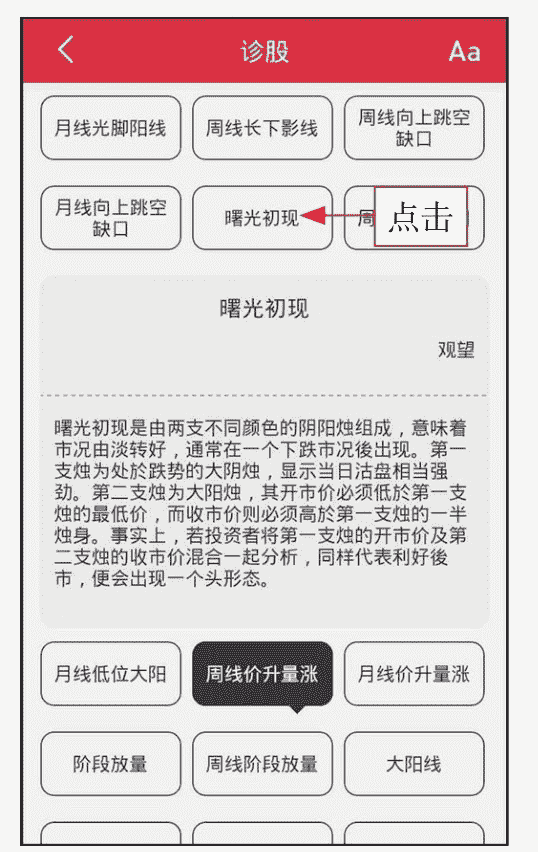 诊股
Aa
月线光脚阳线
周线长下影线
周线向上跳空
缺口
月线向上跳空
缺口
曙光初现
周
点击
曙光初现
观望
曙光初现是由两支不同颜色的阴阳烛组成，意味着
市况由淡转好，通常在一个下跌市况後出现。第一
支烛为处於跌势的大阴烛，显示当日沽盘相当强
劲。第二支烛为大阳烛，其开市价必须低於第一支
烛的最低价，而收市价则必须高於第一支烛的一半
烛身。事实上，若投资者将第一支烛的开市价及第
二支烛的收市价混合一起分析，同样代表利好後
市，便会出现一个头形态。
月线低位大阳
周线价升量涨
月线价升量涨
阶段放量
周线阶段放量
大阳线